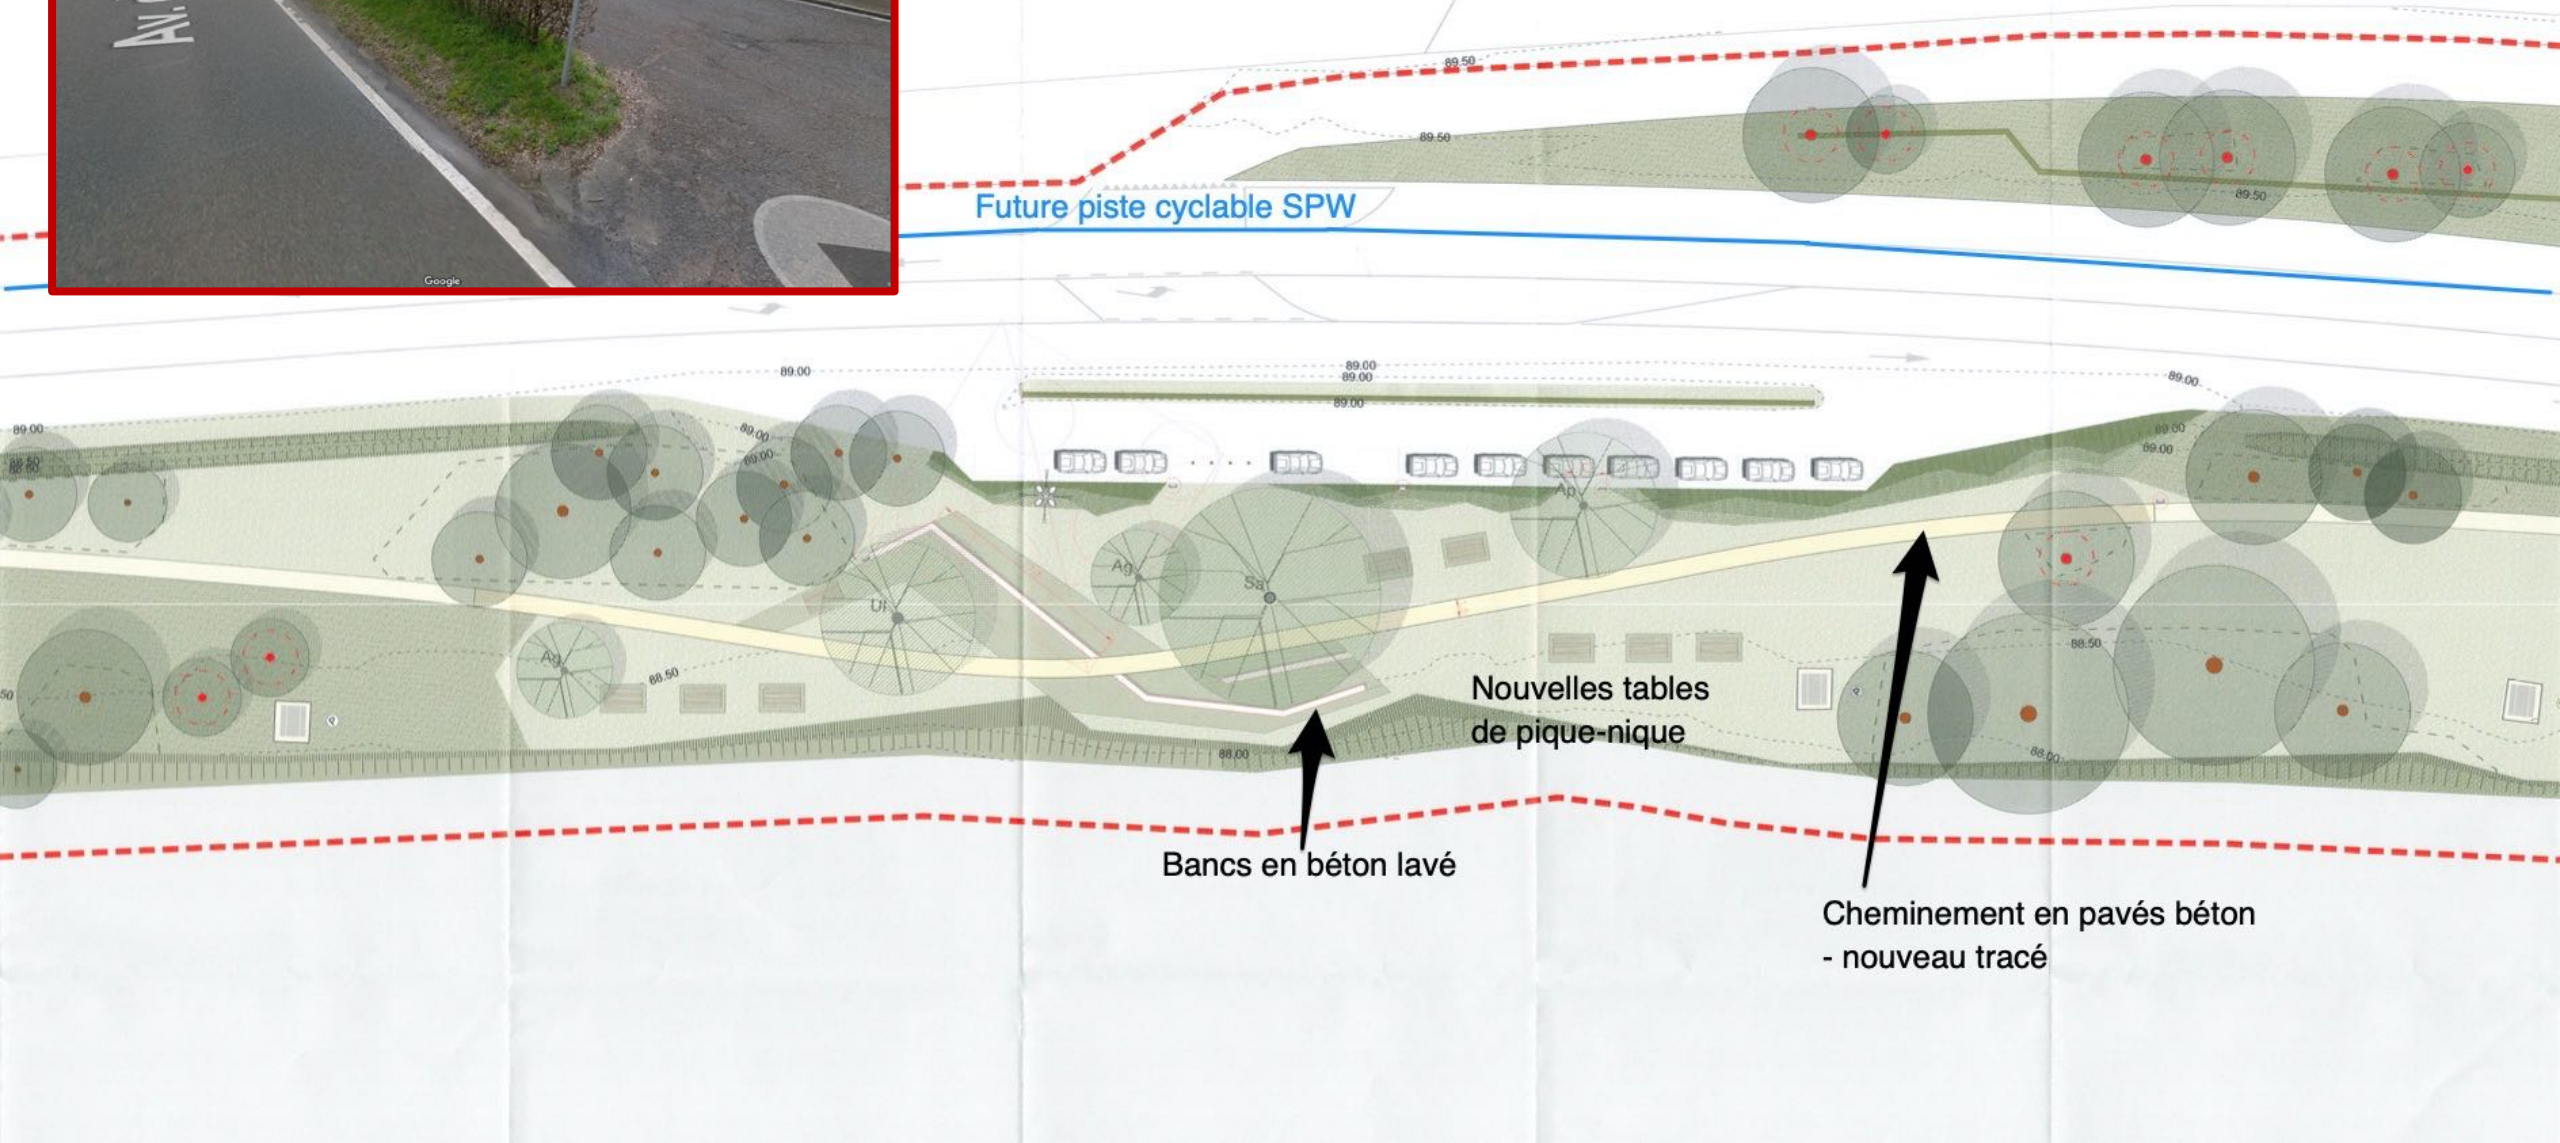 Av.
Google
89.50
89.50
89.50
Future piste cyclable SPW
89.00
89.00
89.00
89.00
89.00
89.00
89.00
89.00
89.00
89.00
Ap
Ag
Sa
Ul
Ag
88.50
88.50
50
Nouvelles tables
de pique-nique
88.00
88.00
Bancs en béton lavé
Cheminement en pavés béton
- nouveau tracé